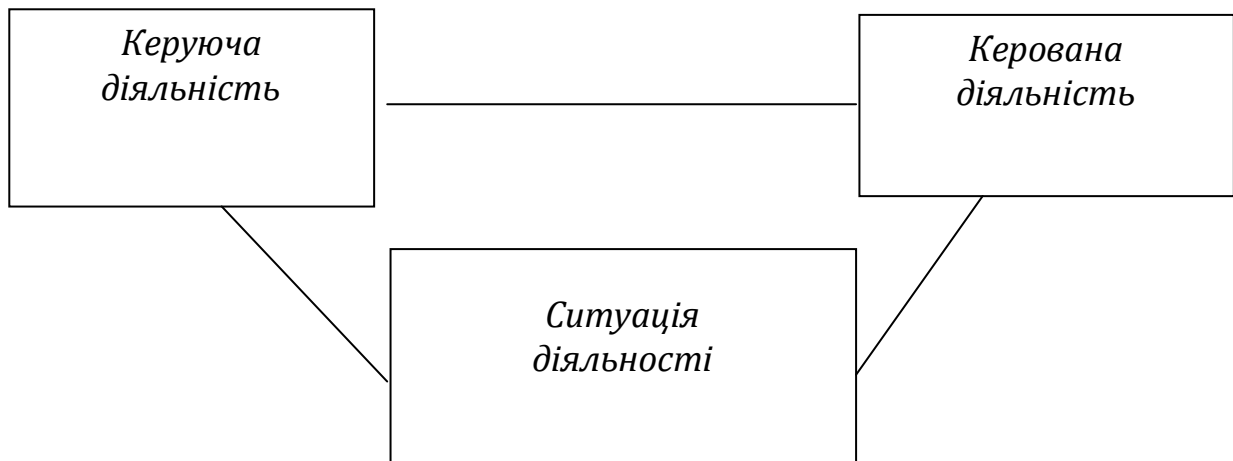 Керуюча
діяльність
Керована
діяльність
Ситуація
діяльності